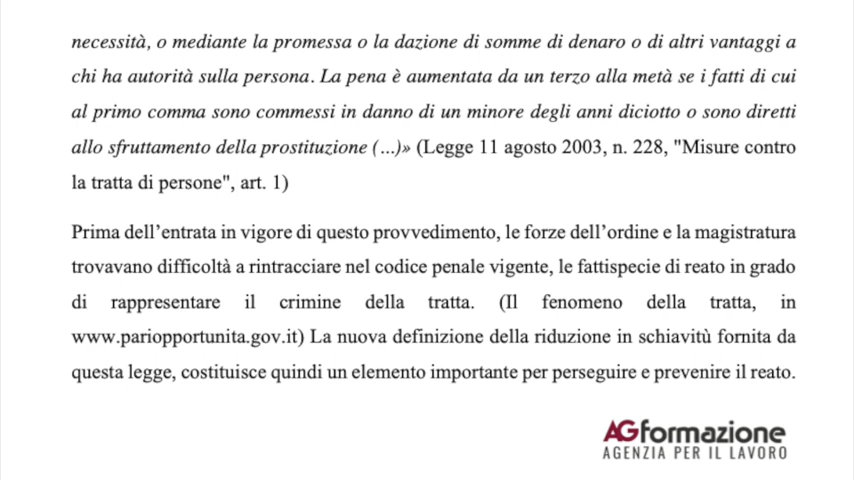 necessità, o mediante la promessa o la dazione di somme di denaro o di altri vantaggi a
chi ha autorità sulla persona. La pena è aumentata da un terzo alla metà se i fatti di cui
al primo comma sono commessi in danno di un minore degli anni diciotto o sono diretti
allo sfruttamento della prostituzione (...)» (Legge 11 agosto 2003, n. 228, "Misure contro
la tratta di persone", art. 1)
Prima dell’entrata in vigore di questo provvedimento, le forze dell’ordine e la magistratura
trovavano difficoltà a rintracciare nel codice penale vigente, le fattispecie di reato in grado
di rappresentare il crimine della tratta. (Il fenomeno della tratta, in
www.pariopportunita.gov.it) La nuova definizione della riduzione in schiavitù fornita da
questa legge, costituisce quindi un elemento importante per perseguire e prevenire il reato.
AGformazione
AGENZIA PER IL LAVORO